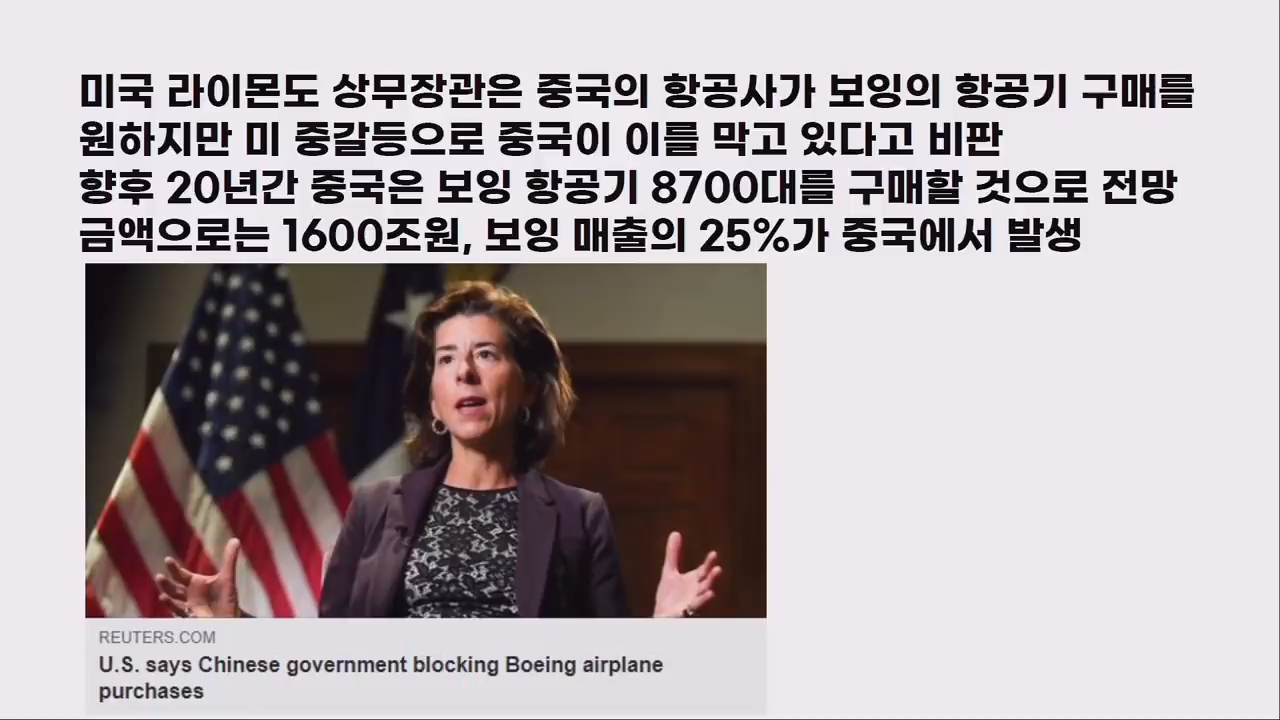 미국 라이몬도 상무장관은 중국의 항공사가 보잉의 항공기 구매를
원하지만 미 중갈등으로 중국이 이를 막고 있다고 비판
향후 20년간 중국은 보잉 항공기 8700대를 구매할 것으로 전망
금액으로는 1600조원, 보잉 매출의 25%가 중국에서 발생
REUTERS.COM
U.S. says Chinese government blocking Boeing airplane
purchases